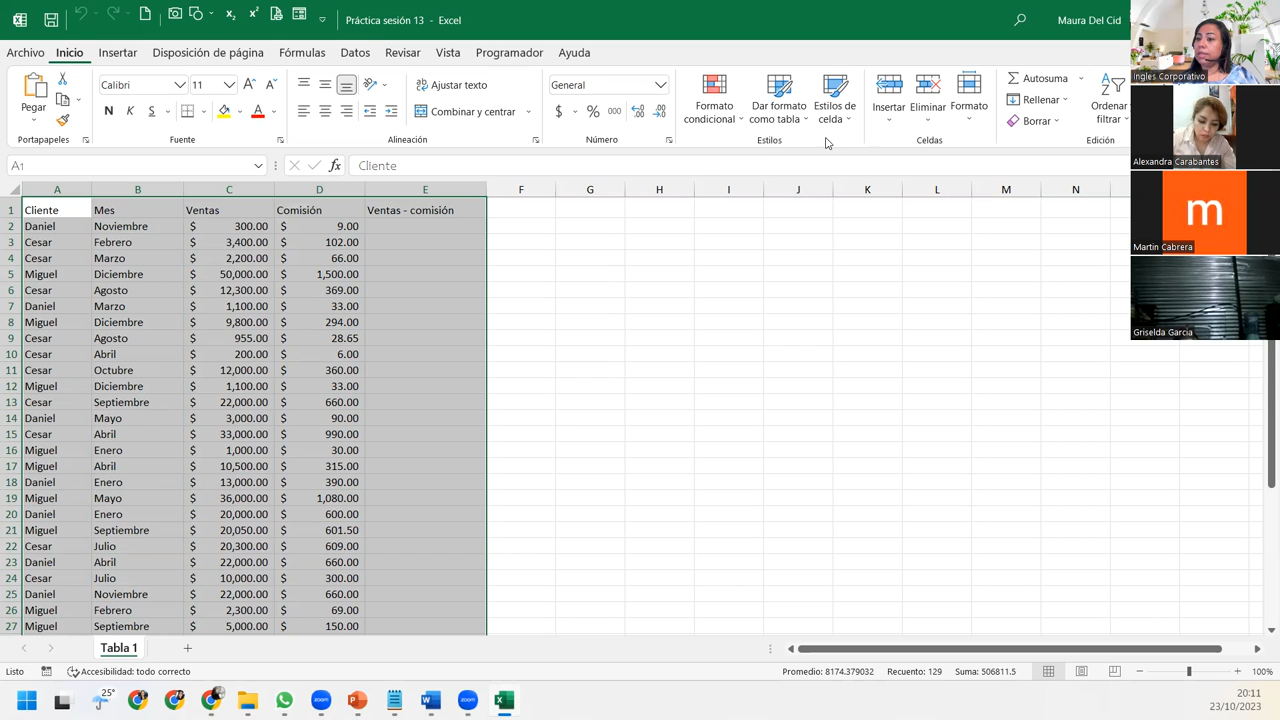 Práctica sesión 13 - Excel
Maura Del Cid
Archivo Inicio Insertar Disposición de página Fórmulas Datos Revisar Vista Programador Ayuda
Pegar
Calibri 11
N K S
Ajustar texto
Combinar y centrar
General
$ % 000
Formato condicional
Dar formato como tabla
Estilos de celda
Insertar Eliminar Formato
Autosuma
Rellenar
Borrar
Ordenar
Portapapeles Fuente Alineación Número Estilos Celdas Edición
A1 fx Cliente
A B C D E F G H I J K L M N
1 Cliente Mes Ventas Comisión Ventas - comisión
2 Daniel Noviembre $ 300.00 $ 9.00
3 Cesar Febrero $ 3,400.00 $ 102.00
4 Cesar Marzo $ 2,200.00 $ 66.00
5 Miguel Diciembre $ 50,000.00 $ 1,500.00
6 Cesar Agosto $ 12,300.00 $ 369.00
7 Daniel Marzo $ 1,100.00 $ 33.00
8 Miguel Diciembre $ 9,800.00 $ 294.00
9 Cesar Agosto $ 955.00 $ 28.65
10 Cesar Abril $ 200.00 $ 6.00
11 Cesar Octubre $ 12,000.00 $ 360.00
12 Miguel Diciembre $ 1,100.00 $ 33.00
13 Cesar Septiembre $ 22,000.00 $ 660.00
14 Daniel Mayo $ 3,000.00 $ 90.00
15 Cesar Abril $ 33,000.00 $ 990.00
16 Miguel Enero $ 1,000.00 $ 30.00
17 Miguel Abril $ 10,500.00 $ 315.00
18 Daniel Enero $ 13,000.00 $ 390.00
19 Miguel Mayo $ 36,000.00 $ 1,080.00
20 Daniel Enero $ 20,000.00 $ 600.00
21 Miguel Septiembre $ 20,050.00 $ 601.50
22 Cesar Julio $ 20,300.00 $ 609.00
23 Daniel Abril $ 22,000.00 $ 660.00
24 Cesar Julio $ 10,000.00 $ 300.00
25 Daniel Noviembre $ 22,000.00 $ 660.00
26 Miguel Febrero $ 2,300.00 $ 69.00
27 Miguel Septiembre $ 5,000.00 $ 150.00
Ingles Corporativo
Alexandra Carabantes
m
Martin Cabrera
Griselda Garcia
Tabla 1
Listo Accesibilidad: todo correcto Promedio: 8174.379032 Recuento: 129 Suma: 506811.5 100%
25°
20:11
23/10/2023